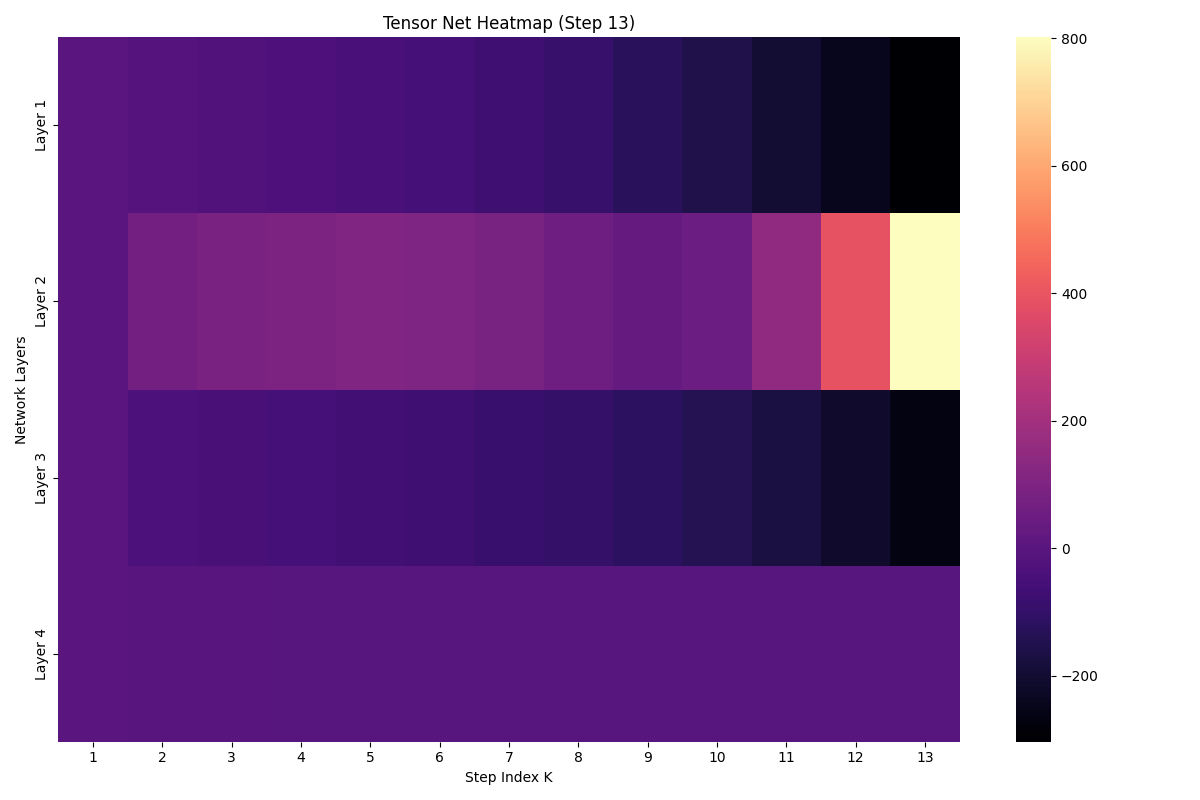 Tensor Net Heatmap (Step 13)
Network Layers
Layer 1
Layer 2
Layer 3
Layer 4
1 2 3 4 5 6 7 8 9 10 11 12 13
Step Index K
800
600
400
200
0
−200